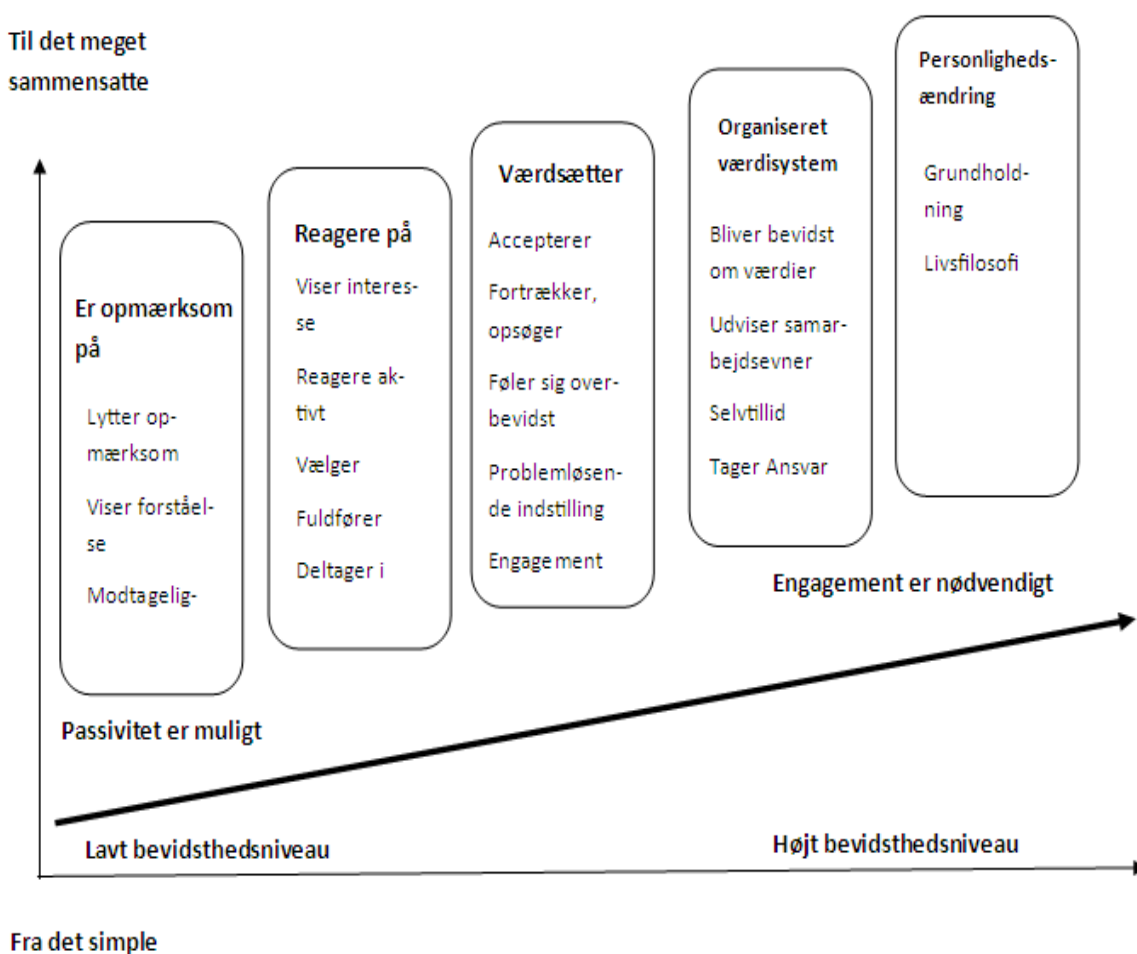 Til det meget
sammensatte
Er opmærksom
på
Lytter op-
mærksom
Viser forståel-
se
Modtagelig-
Reagere på
Viser interes-
se
Reagere ak-
tivt
Vælger
Fuldfører
Deltager i
Værdsætter
Accepterer
Fortrækker,
opsøger
Føler sig over-
bevidst
Problemløsen-
de indstilling
Engagement
Organiseret
værdisystem
Bliver bevidst
om værdier
Udviser samar-
bejdsevner
Selvtillid
Tager Ansvar
Personligheds-
ændring
Grundhold-
ning
Livsfilosofi
Engagement er nødvendigt
Passivitet er muligt
Lavt bevidsthedsniveau
Højt bevidsthedsniveau
Fra det simple